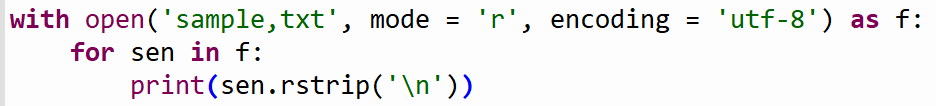 with open('sample,txt', mode = 'r', encoding = 'utf-8') as f:
    for sen in f:
        print(sen.rstrip('\n'))